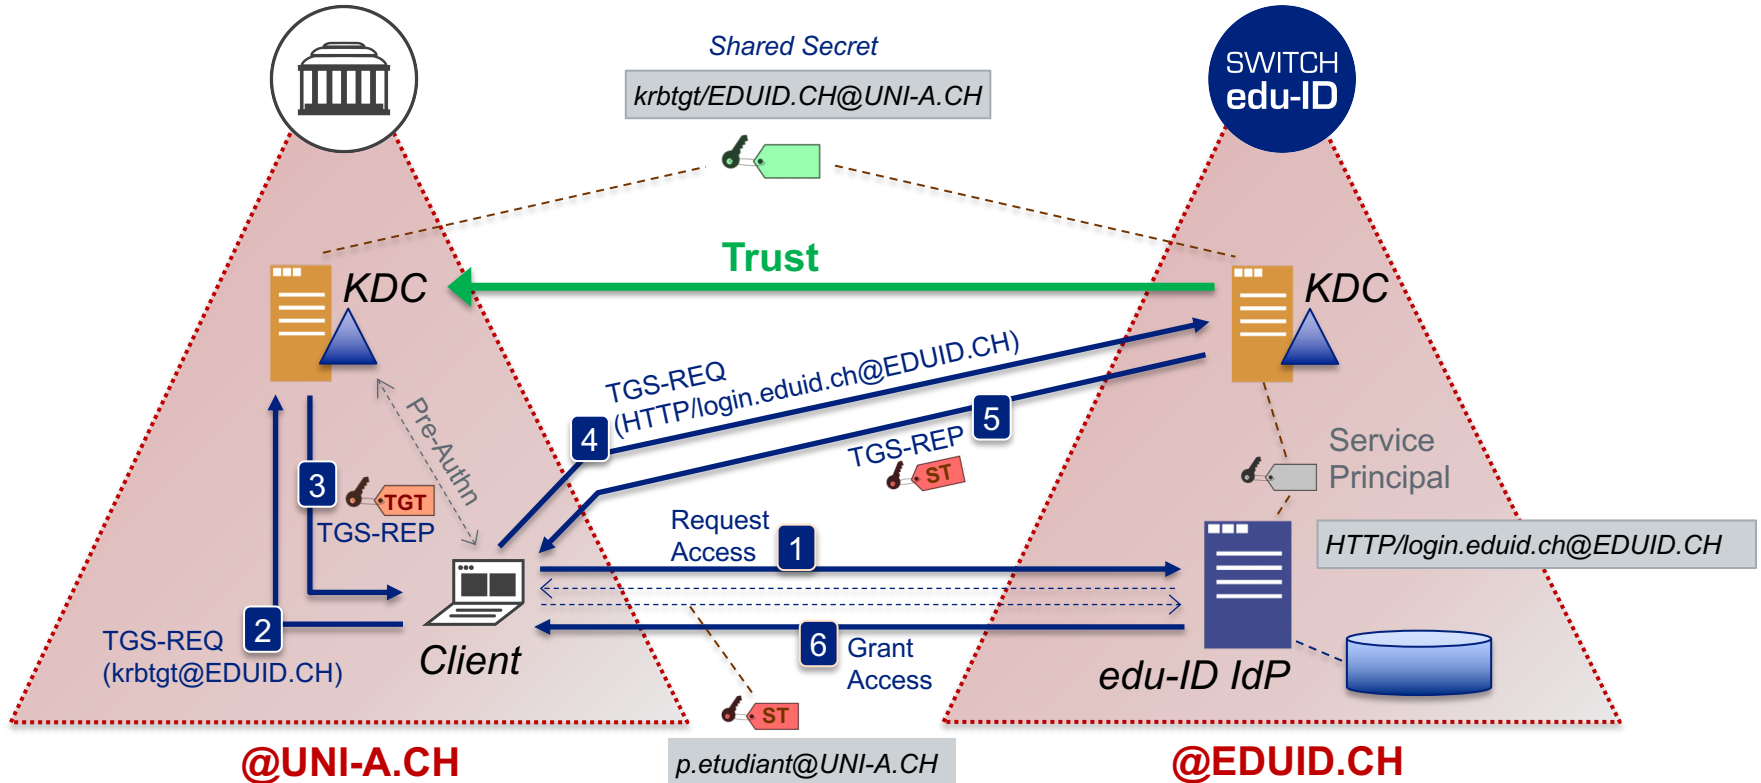 Shared Secret
krbtgt/EDUID.CH@UNI-A.CH
SWITCH
edu-ID
Trust
KDC
KDC
TGS-REQ
(HTTP/login.eduid.ch@EDUID.CH)
Pre-Authn
4
5
TGS-REP
ST
Service
Principal
3
TGT
TGS-REP
Request
Access
1
HTTP/login.eduid.ch@EDUID.CH
2
TGS-REQ
(krbtgt@EDUID.CH)
Client
6
Grant
Access
edu-ID IdP
ST
p.etudiant@UNI-A.CH
@UNI-A.CH
@EDUID.CH